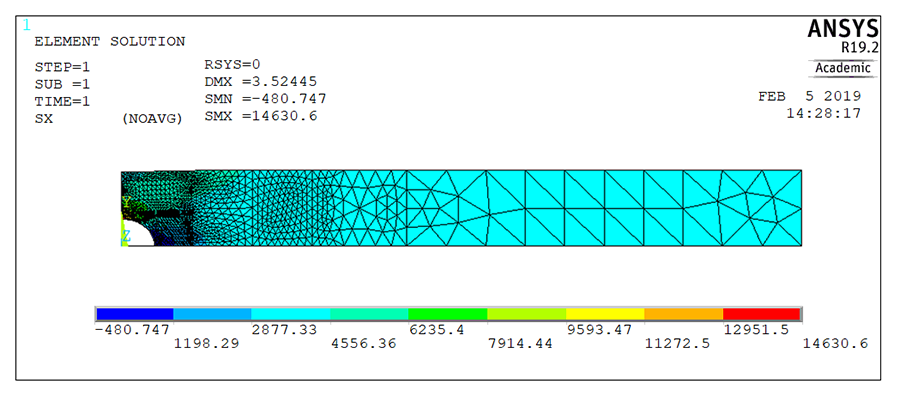 1
ANSYS
R19.2
Academic
ELEMENT SOLUTION
STEP=1
SUB =1
TIME=1
SX (NOAVG)
RSYS=0
DMX =3.52445
SMN =-480.747
SMX =14630.6
FEB 5 2019
14:28:17
Y
Z
-480.747 2877.33 6235.4 9593.47 12951.5
1198.29 4556.36 7914.44 11272.5 14630.6